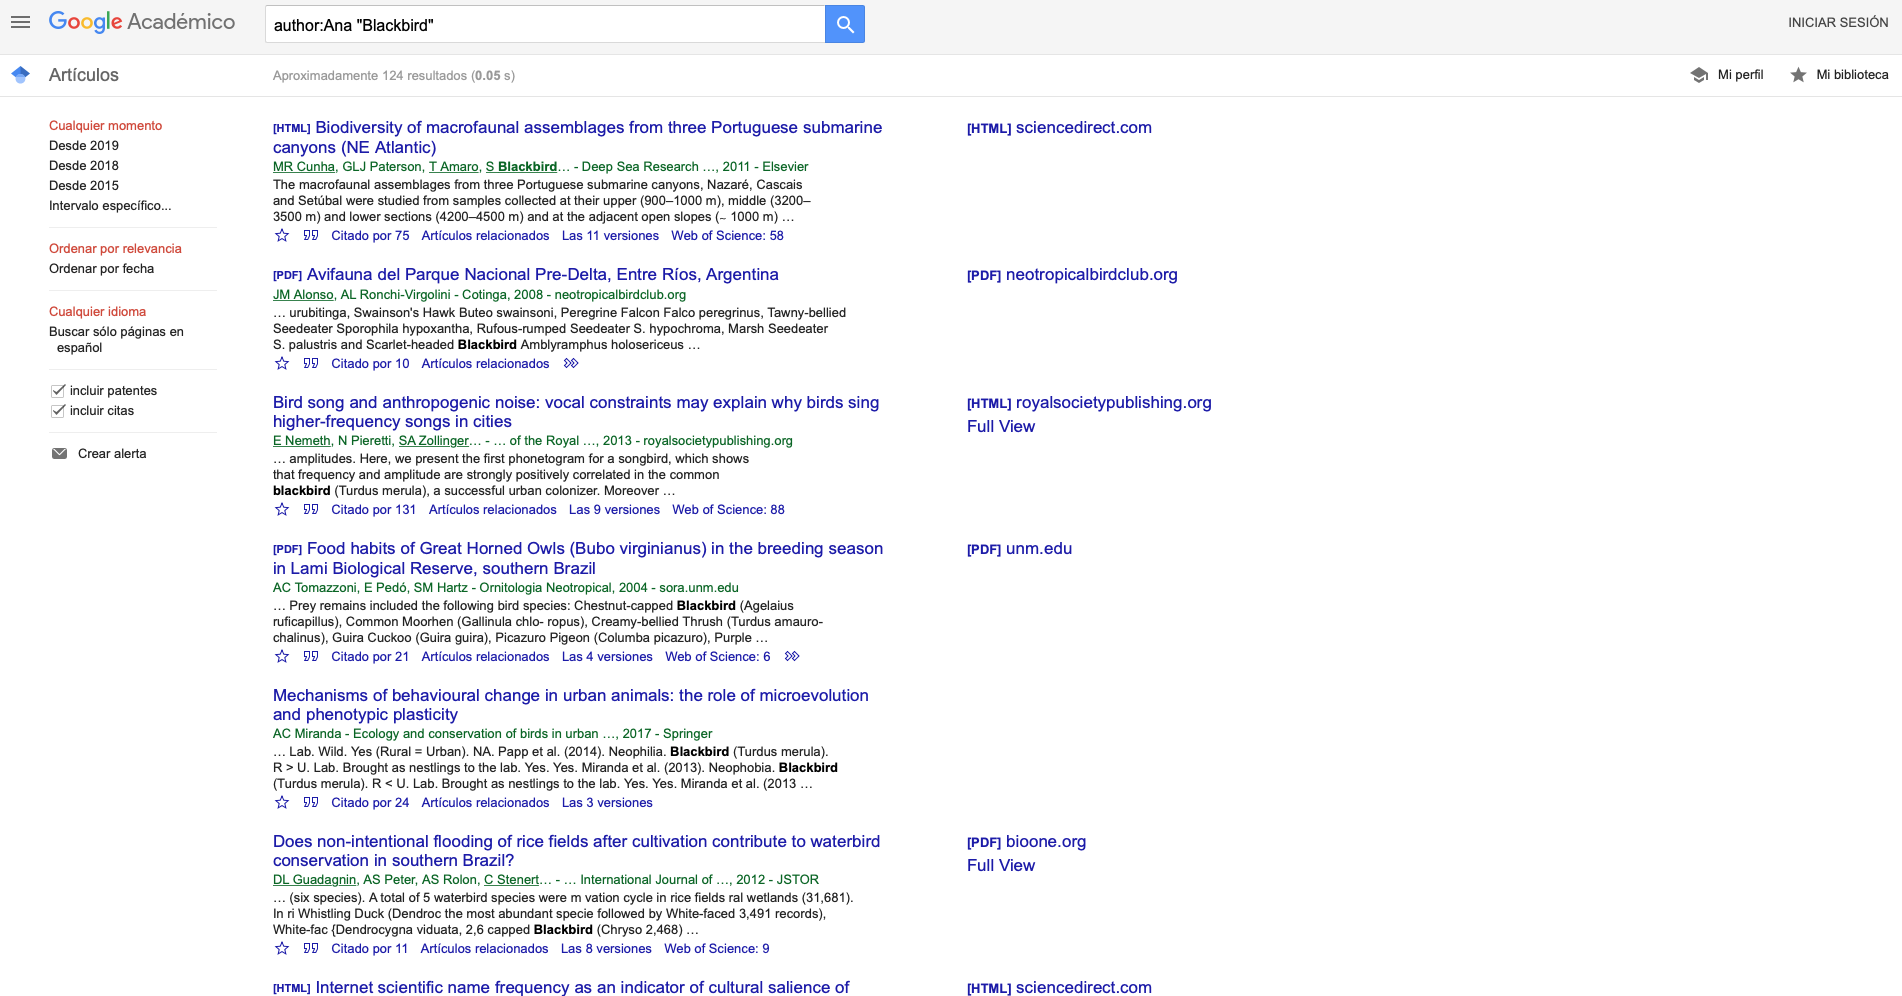 Google Académico
author:Ana "Blackbird"
INICIAR SESIÓN
Artículos
Aproximadamente 124 resultados (0.05 s)
Mi perfil
Mi biblioteca
Cualquier momento
Desde 2019
Desde 2018
Desde 2015
Intervalo específico...
Ordenar por relevancia
Ordenar por fecha
Cualquier idioma
Buscar sólo páginas en
español
incluir patentes
incluir citas
Crear alerta
[HTML] Biodiversity of macrofaunal assemblages from three Portuguese submarine
canyons (NE Atlantic)
MR Cunha, GLJ Paterson, T Amaro, S Blackbird… - Deep Sea Research …, 2011 - Elsevier
The macrofaunal assemblages from three Portuguese submarine canyons, Nazaré, Cascais
and Setúbal were studied from samples collected at their upper (900–1000 m), middle (3200–
3500 m) and lower sections (4200–4500 m) and at the adjacent open slopes (~ 1000 m) …
Citado por 75 Artículos relacionados Las 11 versiones Web of Science: 58
[HTML] sciencedirect.com
[PDF] Avifauna del Parque Nacional Pre-Delta, Entre Ríos, Argentina
JM Alonso, AL Ronchi-Virgolini - Cotinga, 2008 - neotropicalbirdclub.org
… urubitinga, Swainson's Hawk Buteo swainsoni, Peregrine Falcon Falco peregrinus, Tawny-bellied
Seedeater Sporophila hypoxantha, Rufous-rumped Seedeater S. hypochroma, Marsh Seedeater
S. palustris and Scarlet-headed Blackbird Amblyramphus holosericeus …
Citado por 10 Artículos relacionados
[PDF] neotropicalbirdclub.org
Bird song and anthropogenic noise: vocal constraints may explain why birds sing
higher-frequency songs in cities
E Nemeth, N Pieretti, SA Zollinger… - … of the Royal …, 2013 - royalsocietypublishing.org
… amplitudes. Here, we present the first phonetogram for a songbird, which shows
that frequency and amplitude are strongly positively correlated in the common
blackbird (Turdus merula), a successful urban colonizer. Moreover …
Citado por 131 Artículos relacionados Las 9 versiones Web of Science: 88
[HTML] royalsocietypublishing.org
Full View
[PDF] Food habits of Great Horned Owls (Bubo virginianus) in the breeding season
in Lami Biological Reserve, southern Brazil
AC Tomazzoni, E Pedó, SM Hartz - Ornitologia Neotropical, 2004 - sora.unm.edu
… Prey remains included the following bird species: Chestnut-capped Blackbird (Agelaius
ruficapillus), Common Moorhen (Gallinula chlo- ropus), Creamy-bellied Thrush (Turdus amauro-
chalinus), Guira Cuckoo (Guira guira), Picazuro Pigeon (Columba picazuro), Purple …
Citado por 21 Artículos relacionados Las 4 versiones Web of Science: 6
[PDF] unm.edu
Mechanisms of behavioural change in urban animals: the role of microevolution
and phenotypic plasticity
AC Miranda - Ecology and conservation of birds in urban …, 2017 - Springer
… Lab. Wild. Yes (Rural = Urban). NA. Papp et al. (2014). Neophilia. Blackbird (Turdus merula).
R > U. Lab. Brought as nestlings to the lab. Yes. Yes. Miranda et al. (2013). Neophobia. Blackbird
(Turdus merula). R < U. Lab. Brought as nestlings to the lab. Yes. Yes. Miranda et al. (2013 …
Citado por 24 Artículos relacionados Las 3 versiones
Does non-intentional flooding of rice fields after cultivation contribute to waterbird
conservation in southern Brazil?
DL Guadagnin, AS Peter, AS Rolon, C Stenert… - … International Journal of …, 2012 - JSTOR
… (six species). A total of 5 waterbird species were m vation cycle in rice fields ral wetlands (31,681).
In ri Whistling Duck (Dendroc the most abundant specie followed by White-faced 3,491 records),
White-fac {Dendrocygna viduata, 2,6 capped Blackbird (Chryso 2,468) …
Citado por 11 Artículos relacionados Las 8 versiones Web of Science: 9
[PDF] bioone.org
Full View
[HTML] Internet scientific name frequency as an indicator of cultural salience of
[HTML] sciencedirect.com